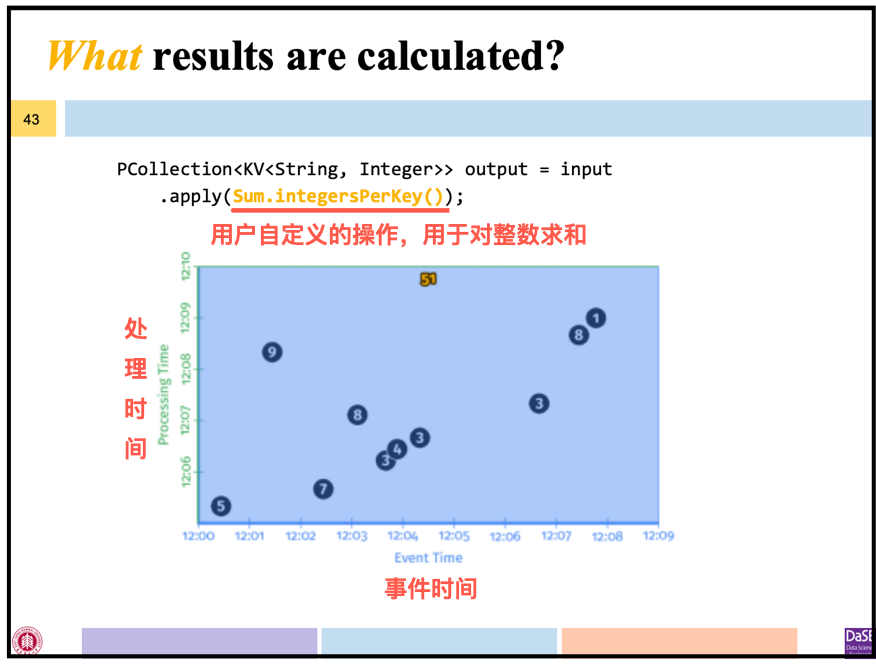 What results are calculated?
43
PCollection<KV<String, Integer>> output = input
.apply(Sum.integersPerKey());
用户自定义的操作，用于对整数求和
51
12:10
12:09
12:08
12:07
12:06
处
理
时
间
Processing Time
1
8
9
3
8
3
4
3
7
5
12:00 12:01 12:02 12:03 12:04 12:05 12:06 12:07 12:08 12:09
Event Time
事件时间
DaSE
Data Science